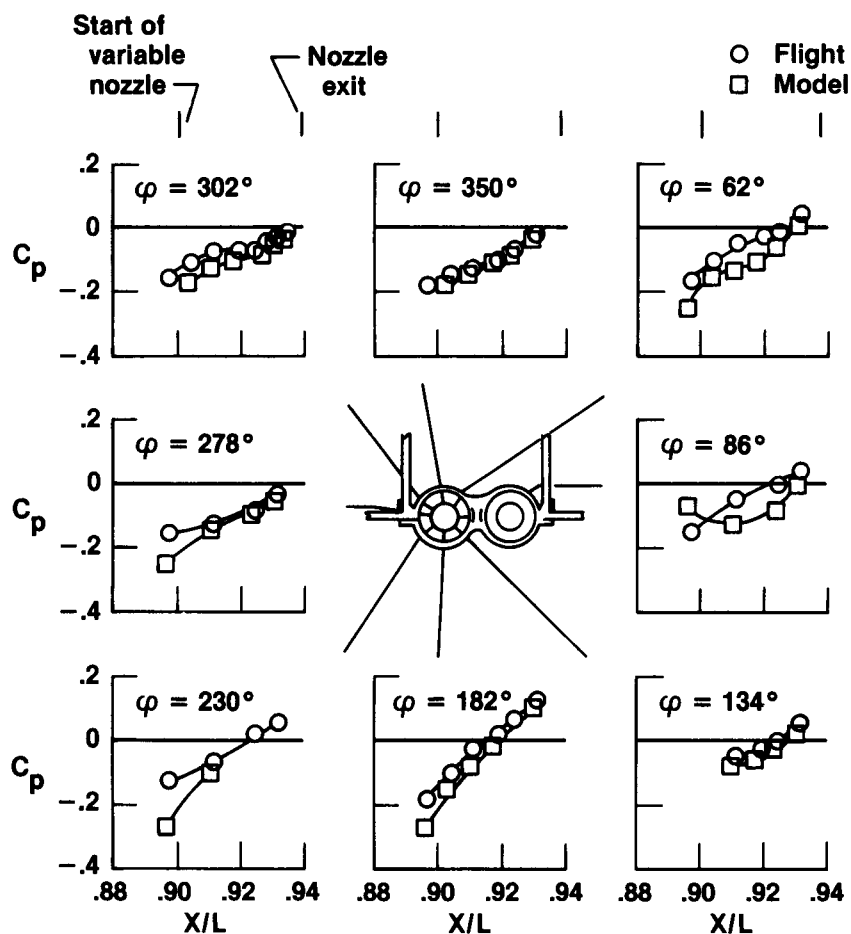 Start of
variable
nozzle
Nozzle
exit
Flight
Model
.2
0
−.2
−.4
Cp
φ = 302°
φ = 350°
φ = 62°
.2
0
−.2
−.4
Cp
φ = 278°
φ = 86°
.2
0
−.2
−.4
Cp
φ = 230°
φ = 182°
φ = 134°
.88 .90 .92 .94 .88 .90 .92 .94 .88 .90 .92 .94
X/L X/L X/L